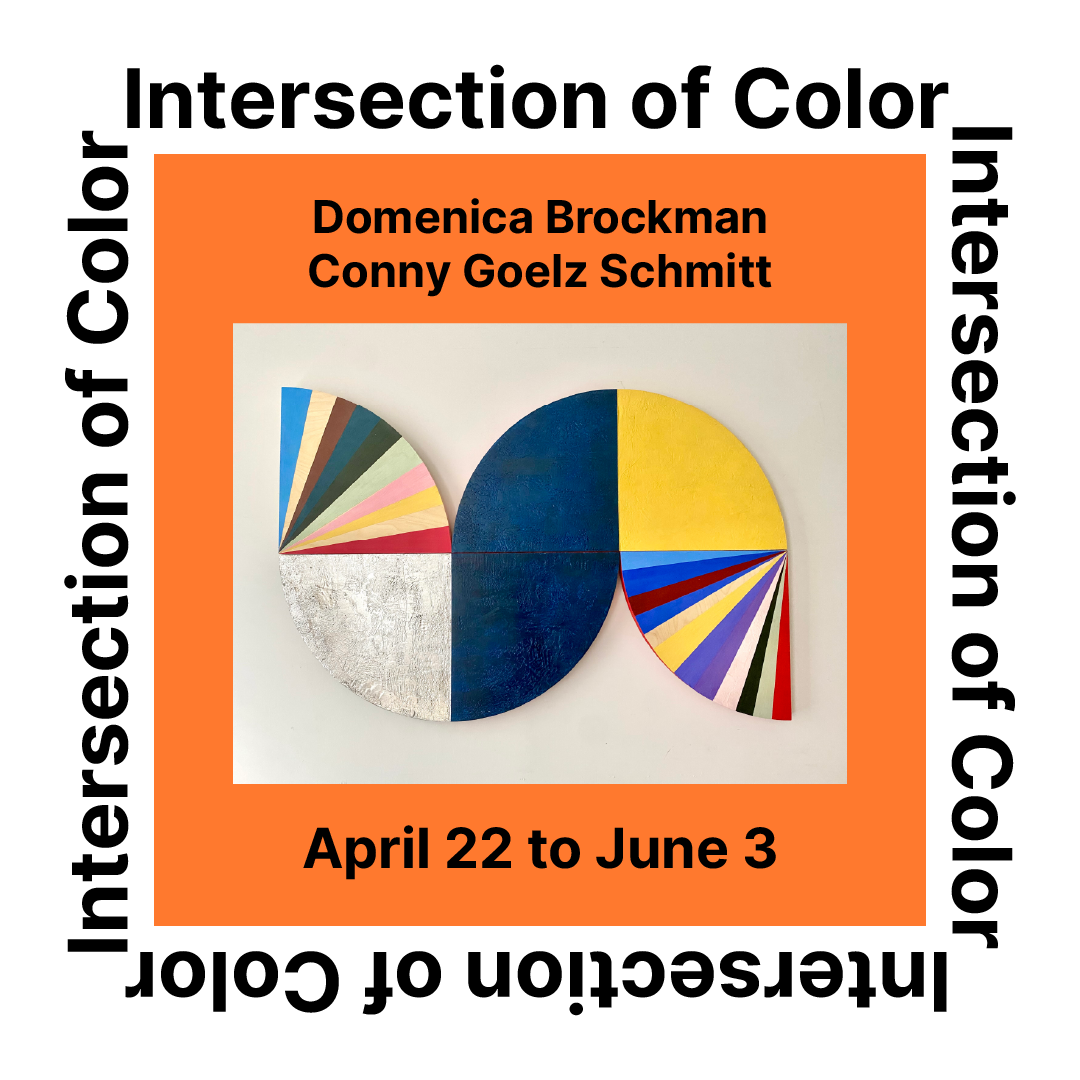 Intersection of Color
Domenica Brockman
Conny Goelz Schmitt
April 22 to June 3
Intersection of Color
Intersection of Color
Intersection of Color